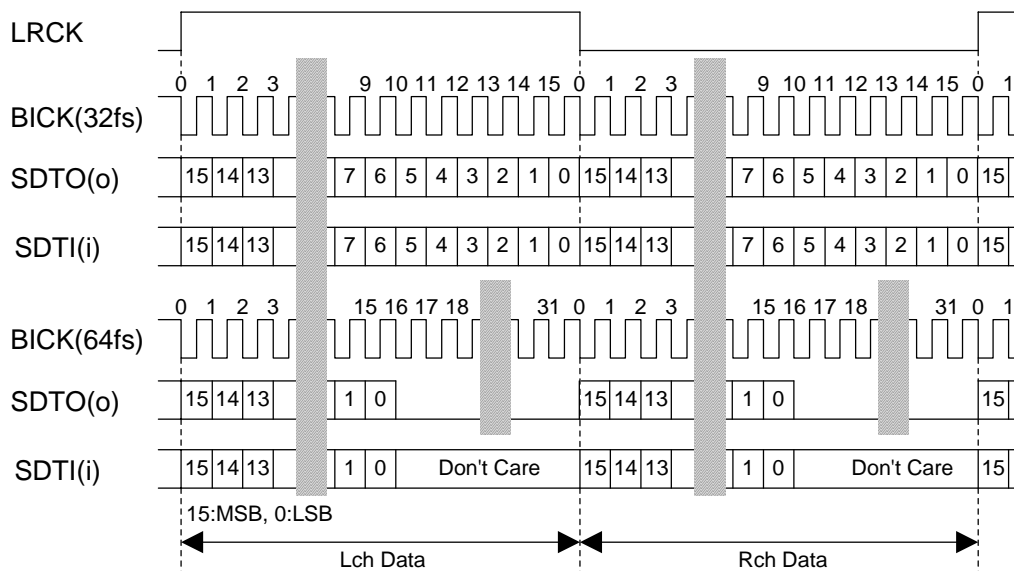 LRCK
0 1 2 3 9 10 11 12 13 14 15 0 1 2 3 9 10 11 12 13 14 15 0 1
BICK(32fs)
SDTO(o) 15 14 13 7 6 5 4 3 2 1 0 15 14 13 7 6 5 4 3 2 1 0 15
SDTI(i) 15 14 13 7 6 5 4 3 2 1 0 15 14 13 7 6 5 4 3 2 1 0 15
0 1 2 3 15 16 17 18 31 0 1 2 3 15 16 17 18 31 0 1
BICK(64fs)
SDTO(o) 15 14 13 1 0 15 14 13 1 0 15
SDTI(i) 15 14 13 1 0 Don't Care 15 14 13 1 0 Don't Care 15
15:MSB, 0:LSB
Lch Data Rch Data